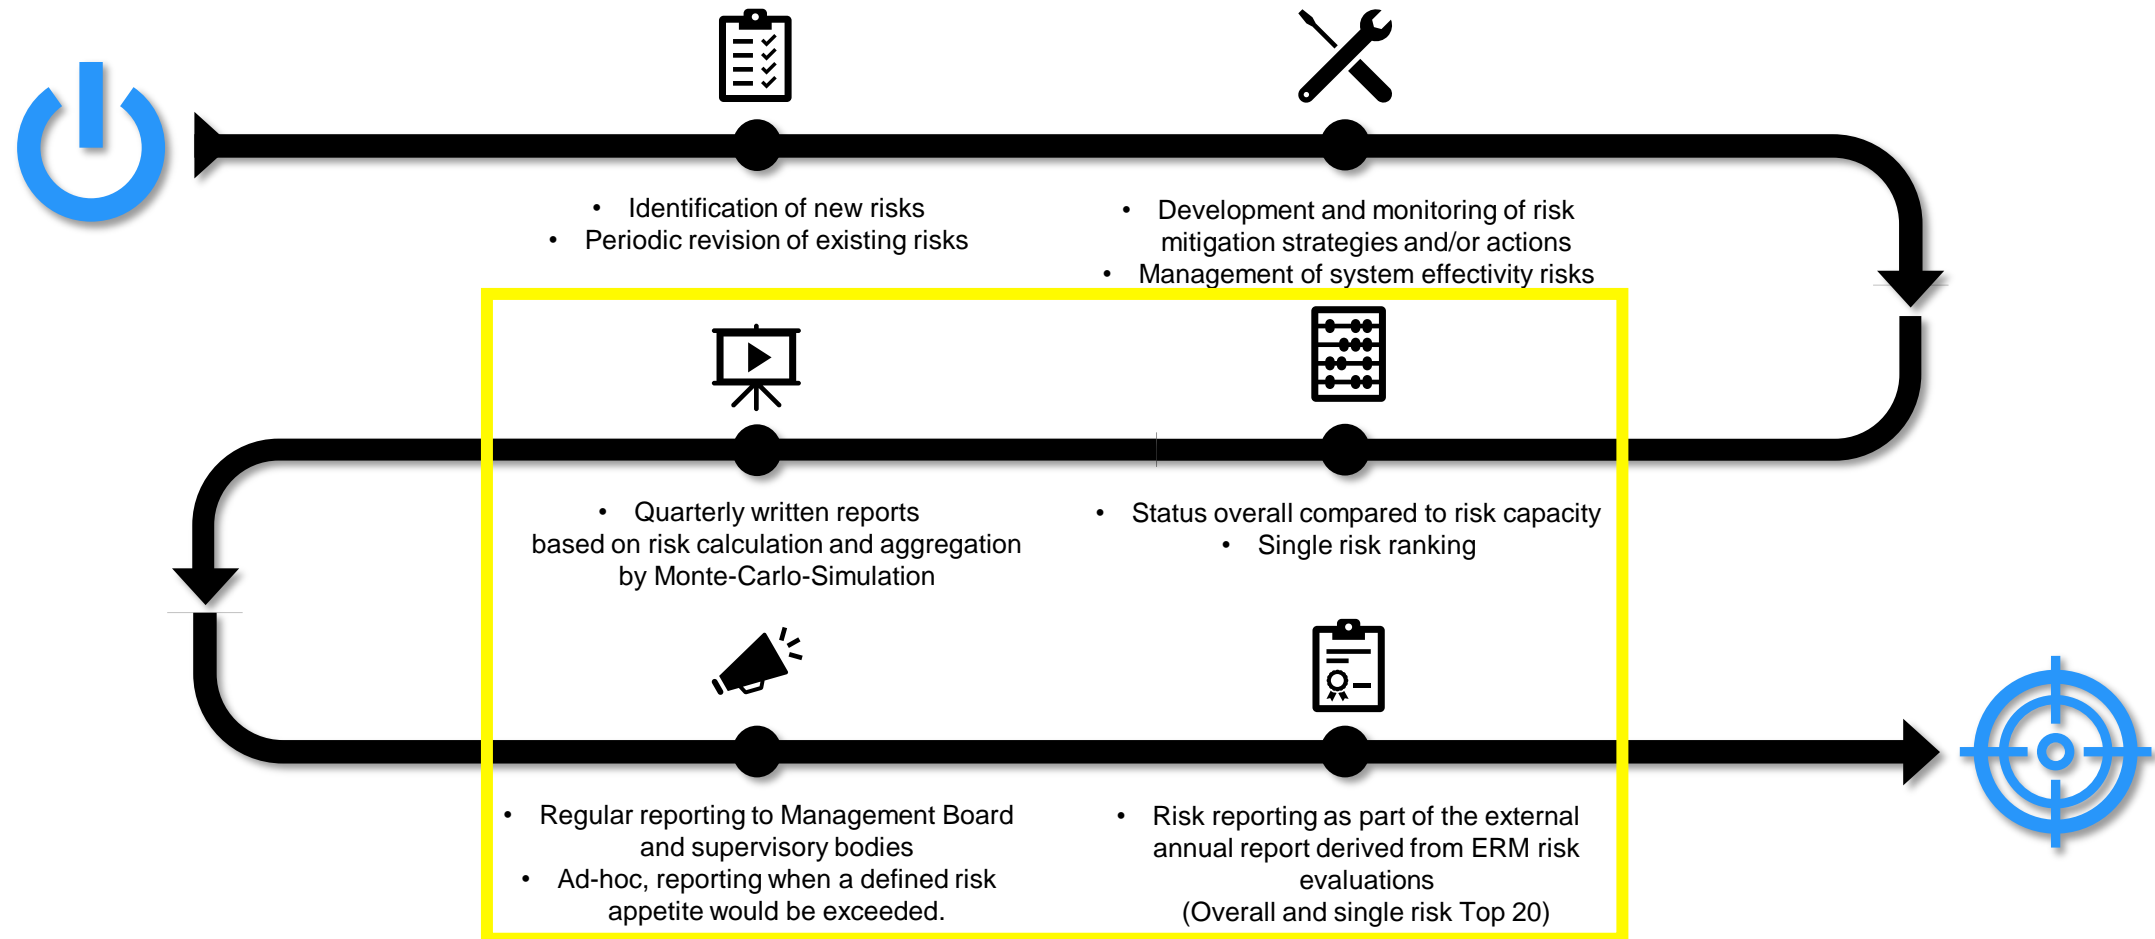 • Identification of new risks
• Periodic revision of existing risks
• Development and monitoring of risk
mitigation strategies and/or actions
• Management of system effectivity risks
• Quarterly written reports
based on risk calculation and aggregation
by Monte-Carlo-Simulation
• Status overall compared to risk capacity
• Single risk ranking
• Regular reporting to Management Board
and supervisory bodies
• Ad-hoc, reporting when a defined risk
appetite would be exceeded.
• Risk reporting as part of the external
annual report derived from ERM risk
evaluations
(Overall and single risk Top 20)